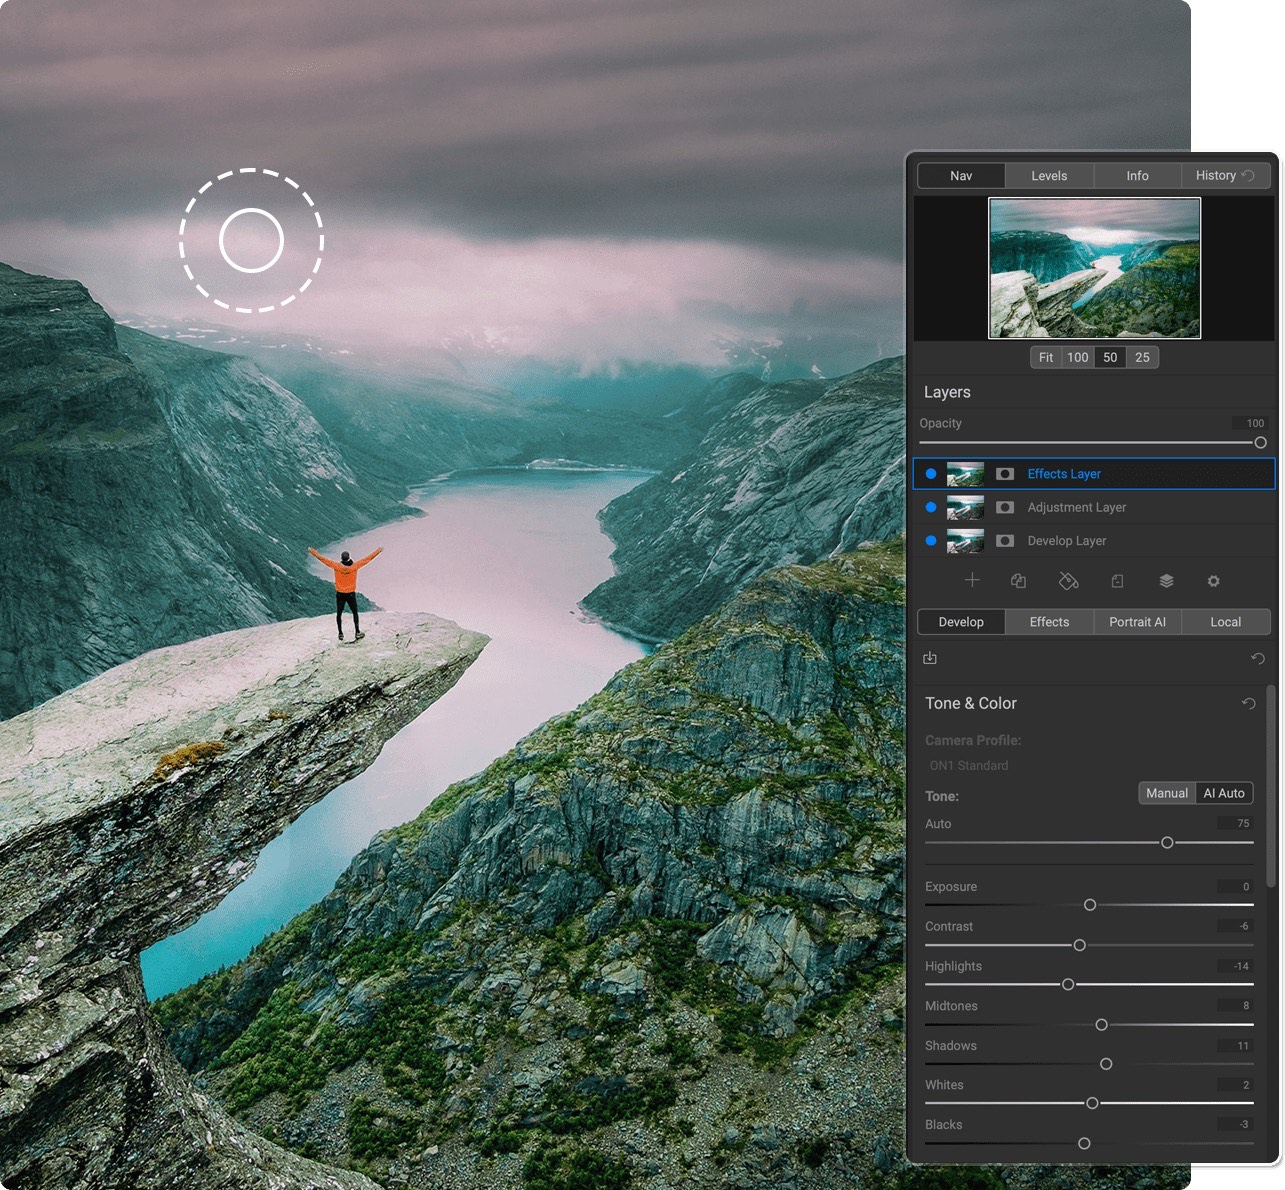 Nav Levels Info History
Fit 100 50 25
Layers
Opacity 100
Effects Layer
Adjustment Layer
Develop Layer
Develop Effects Portrait AI Local
Tone & Color
Camera Profile:
ON1 Standard
Tone: Manual AI Auto
Auto 75
Exposure 0
Contrast -6
Highlights -14
Midtones 8
Shadows 11
Whites 2
Blacks -3